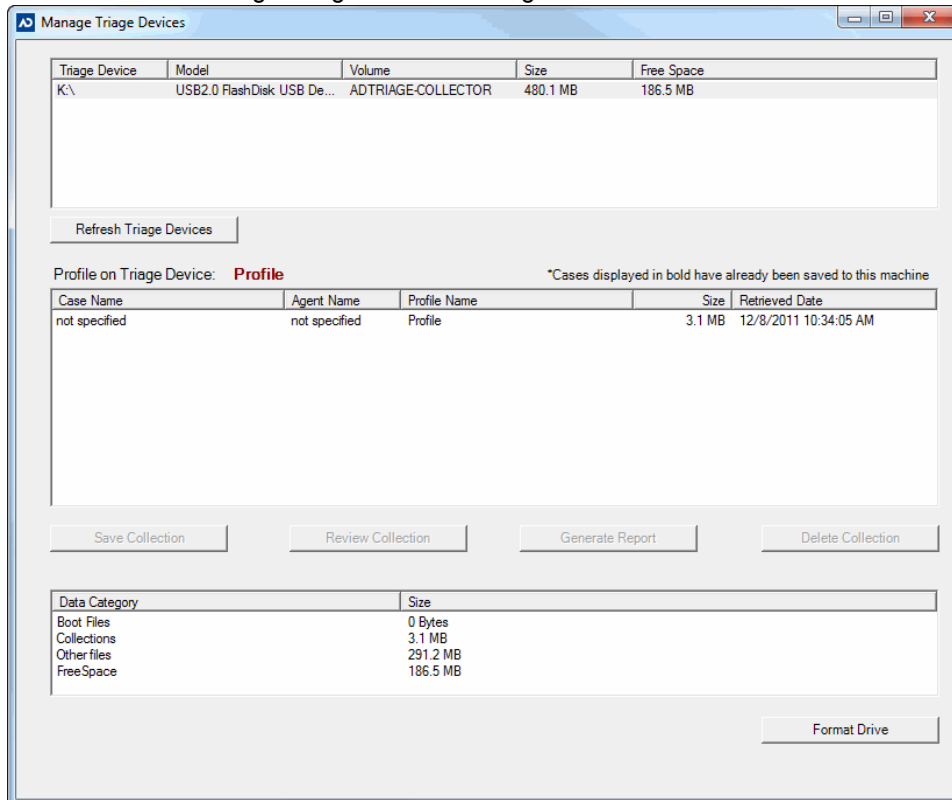 Manage Triage Devices
Triage Device Model Volume Size Free Space
K:\ USB2.0 FlashDisk USB De... ADTRIAGE-COLLECTOR 480.1 MB 186.5 MB
Refresh Triage Devices
Profile on Triage Device: Profile *Cases displayed in bold have already been saved to this machine
Case Name Agent Name Profile Name Size Retrieved Date
not specified not specified Profile 3.1 MB 12/8/2011 10:34:05 AM
Save Collection Review Collection Generate Report Delete Collection
Data Category Size
Boot Files 0 Bytes
Collections 3.1 MB
Other files 291.2 MB
FreeSpace 186.5 MB
Format Drive